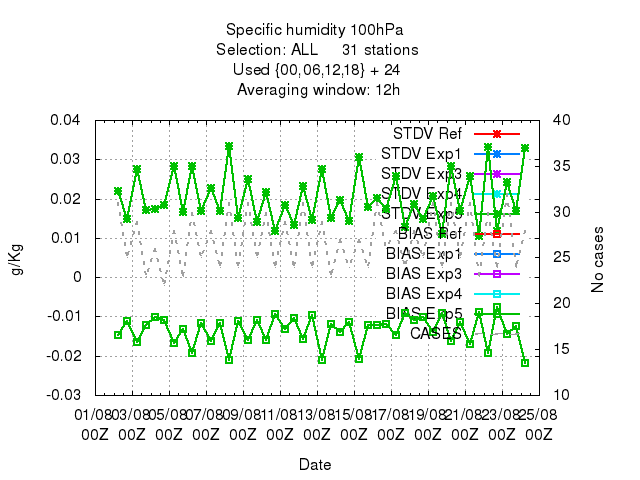 Specific humidity 100hPa
Selection: ALL 31 stations
Used {00,06,12,18} + 24
Averaging window: 12h
0.04
0.03
0.02
0.01
0
-0.01
-0.02
-0.03
g/Kg
40
35
30
25
20
15
10
No cases
STDV Ref
STDV Exp1
STDV Exp3
STDV Exp4
STDV Exp5
BIAS Ref
BIAS Exp1
BIAS Exp3
BIAS Exp4
BIAS Exp5
CASES
01/08 03/08 05/08 07/08 09/08 11/08 13/08 15/08 17/08 19/08 21/08 23/08 25/08
00Z 00Z 00Z 00Z 00Z 00Z 00Z 00Z 00Z 00Z 00Z 00Z 00Z
Date